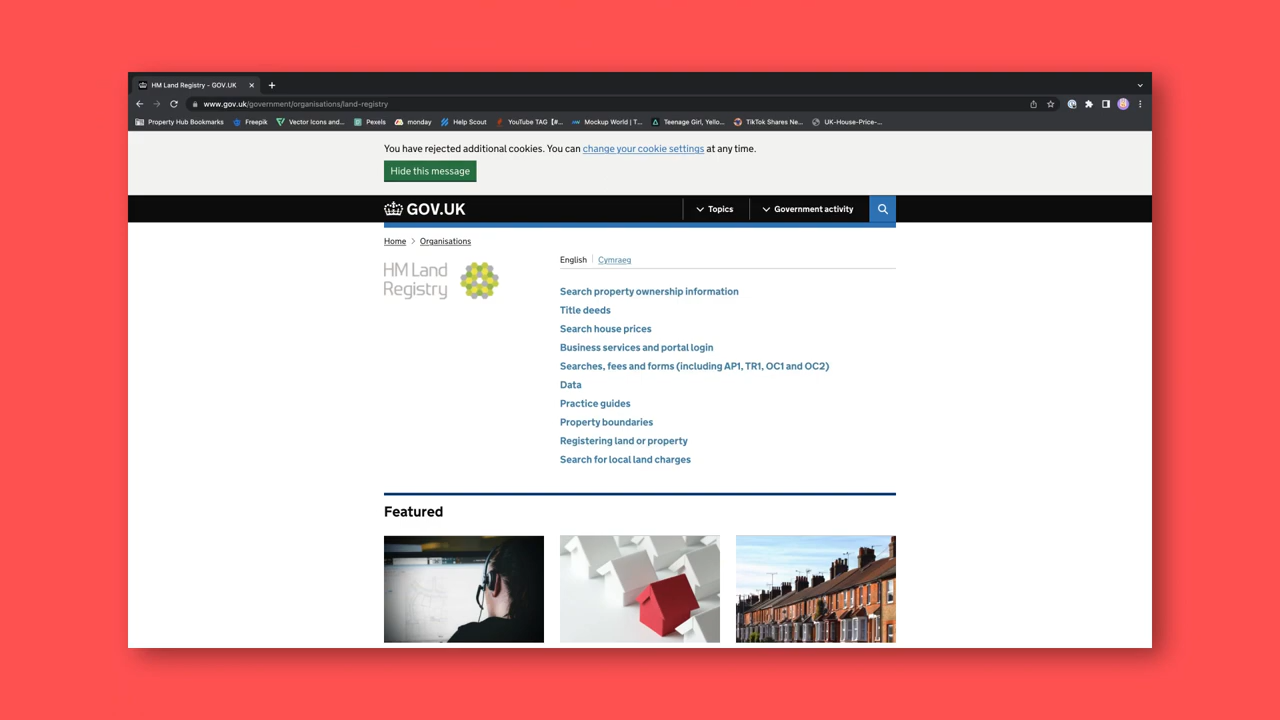 HM Land Registry - GOV.UK
www.gov.uk/government/organisations/land-registry
Property Hub Bookmarks
Freepik
Vector Icons and...
Pexels
monday
Help Scout
YouTube TAG【#...
Mockup World | T...
Teenage Girl, Yello...
TikTok Shares Ne...
UK-House-Price-...
You have rejected additional cookies. You can change your cookie settings at any time.
Hide this message
GOV.UK
Topics
Government activity
Home
Organisations
HM Land
Registry
English
Cymraeg
Search property ownership information
Title deeds
Search house prices
Business services and portal login
Searches, fees and forms (including AP1, TR1, OC1 and OC2)
Data
Practice guides
Property boundaries
Registering land or property
Search for local land charges
Featured